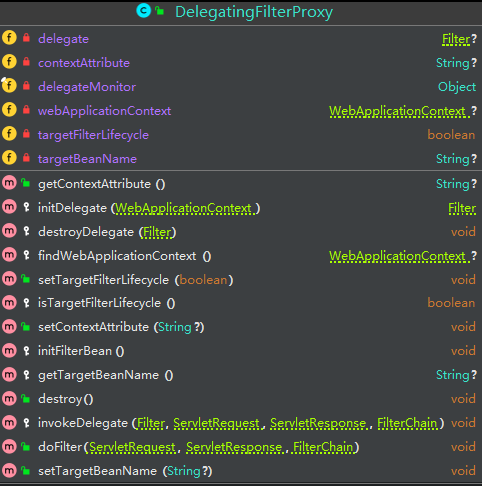 DelegatingFilterProxy
delegate Filter?
contextAttribute String?
delegateMonitor Object
webApplicationContext WebApplicationContext ?
targetFilterLifecycle boolean
targetBeanName String?
getContextAttribute () String?
initDelegate (WebApplicationContext ) Filter
destroyDelegate (Filter) void
findWebApplicationContext () WebApplicationContext ?
setTargetFilterLifecycle (boolean) void
isTargetFilterLifecycle () boolean
setContextAttribute (String?) void
initFilterBean () void
getTargetBeanName () String?
destroy() void
invokeDelegate (Filter, ServletRequest, ServletResponse, FilterChain) void
doFilter(ServletRequest, ServletResponse, FilterChain) void
setTargetBeanName (String?) void